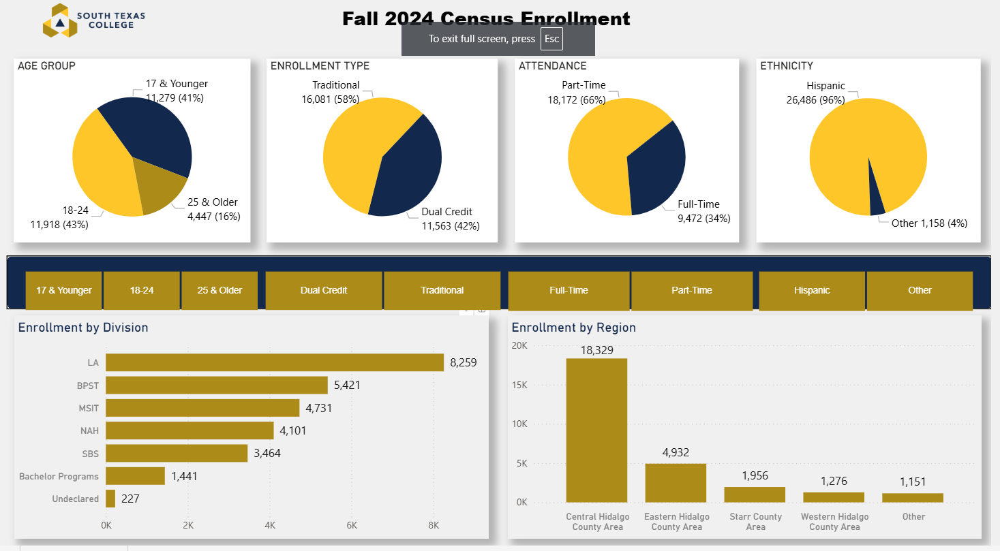 SOUTH TEXAS
COLLEGE
Fall 2024 Census Enrollment
To exit full screen, press Esc
AGE GROUP
17 & Younger
11,279 (41%)
25 & Older
4,447 (16%)
18-24
11,918 (43%)
ENROLLMENT TYPE
Traditional
16,081 (58%)
Dual Credit
11,563 (42%)
ATTENDANCE
Part-Time
18,172 (66%)
Full-Time
9,472 (34%)
ETHNICITY
Hispanic
26,486 (96%)
Other 1,158 (4%)
17 & Younger
18-24
25 & Older
Dual Credit
Traditional
Full-Time
Part-Time
Hispanic
Other
Enrollment by Division
LA 8,259
BPST 5,421
MSIT 4,731
NAH 4,101
SBS 3,464
Bachelor Programs 1,441
Undeclared 227
0K 2K 4K 6K 8K
Enrollment by Region
20K
15K
10K
5K
0K
18,329
4,932
1,956
1,276
1,151
Central Hidalgo
County Area
Eastern Hidalgo
County Area
Starr County
Area
Western Hidalgo
County Area
Other